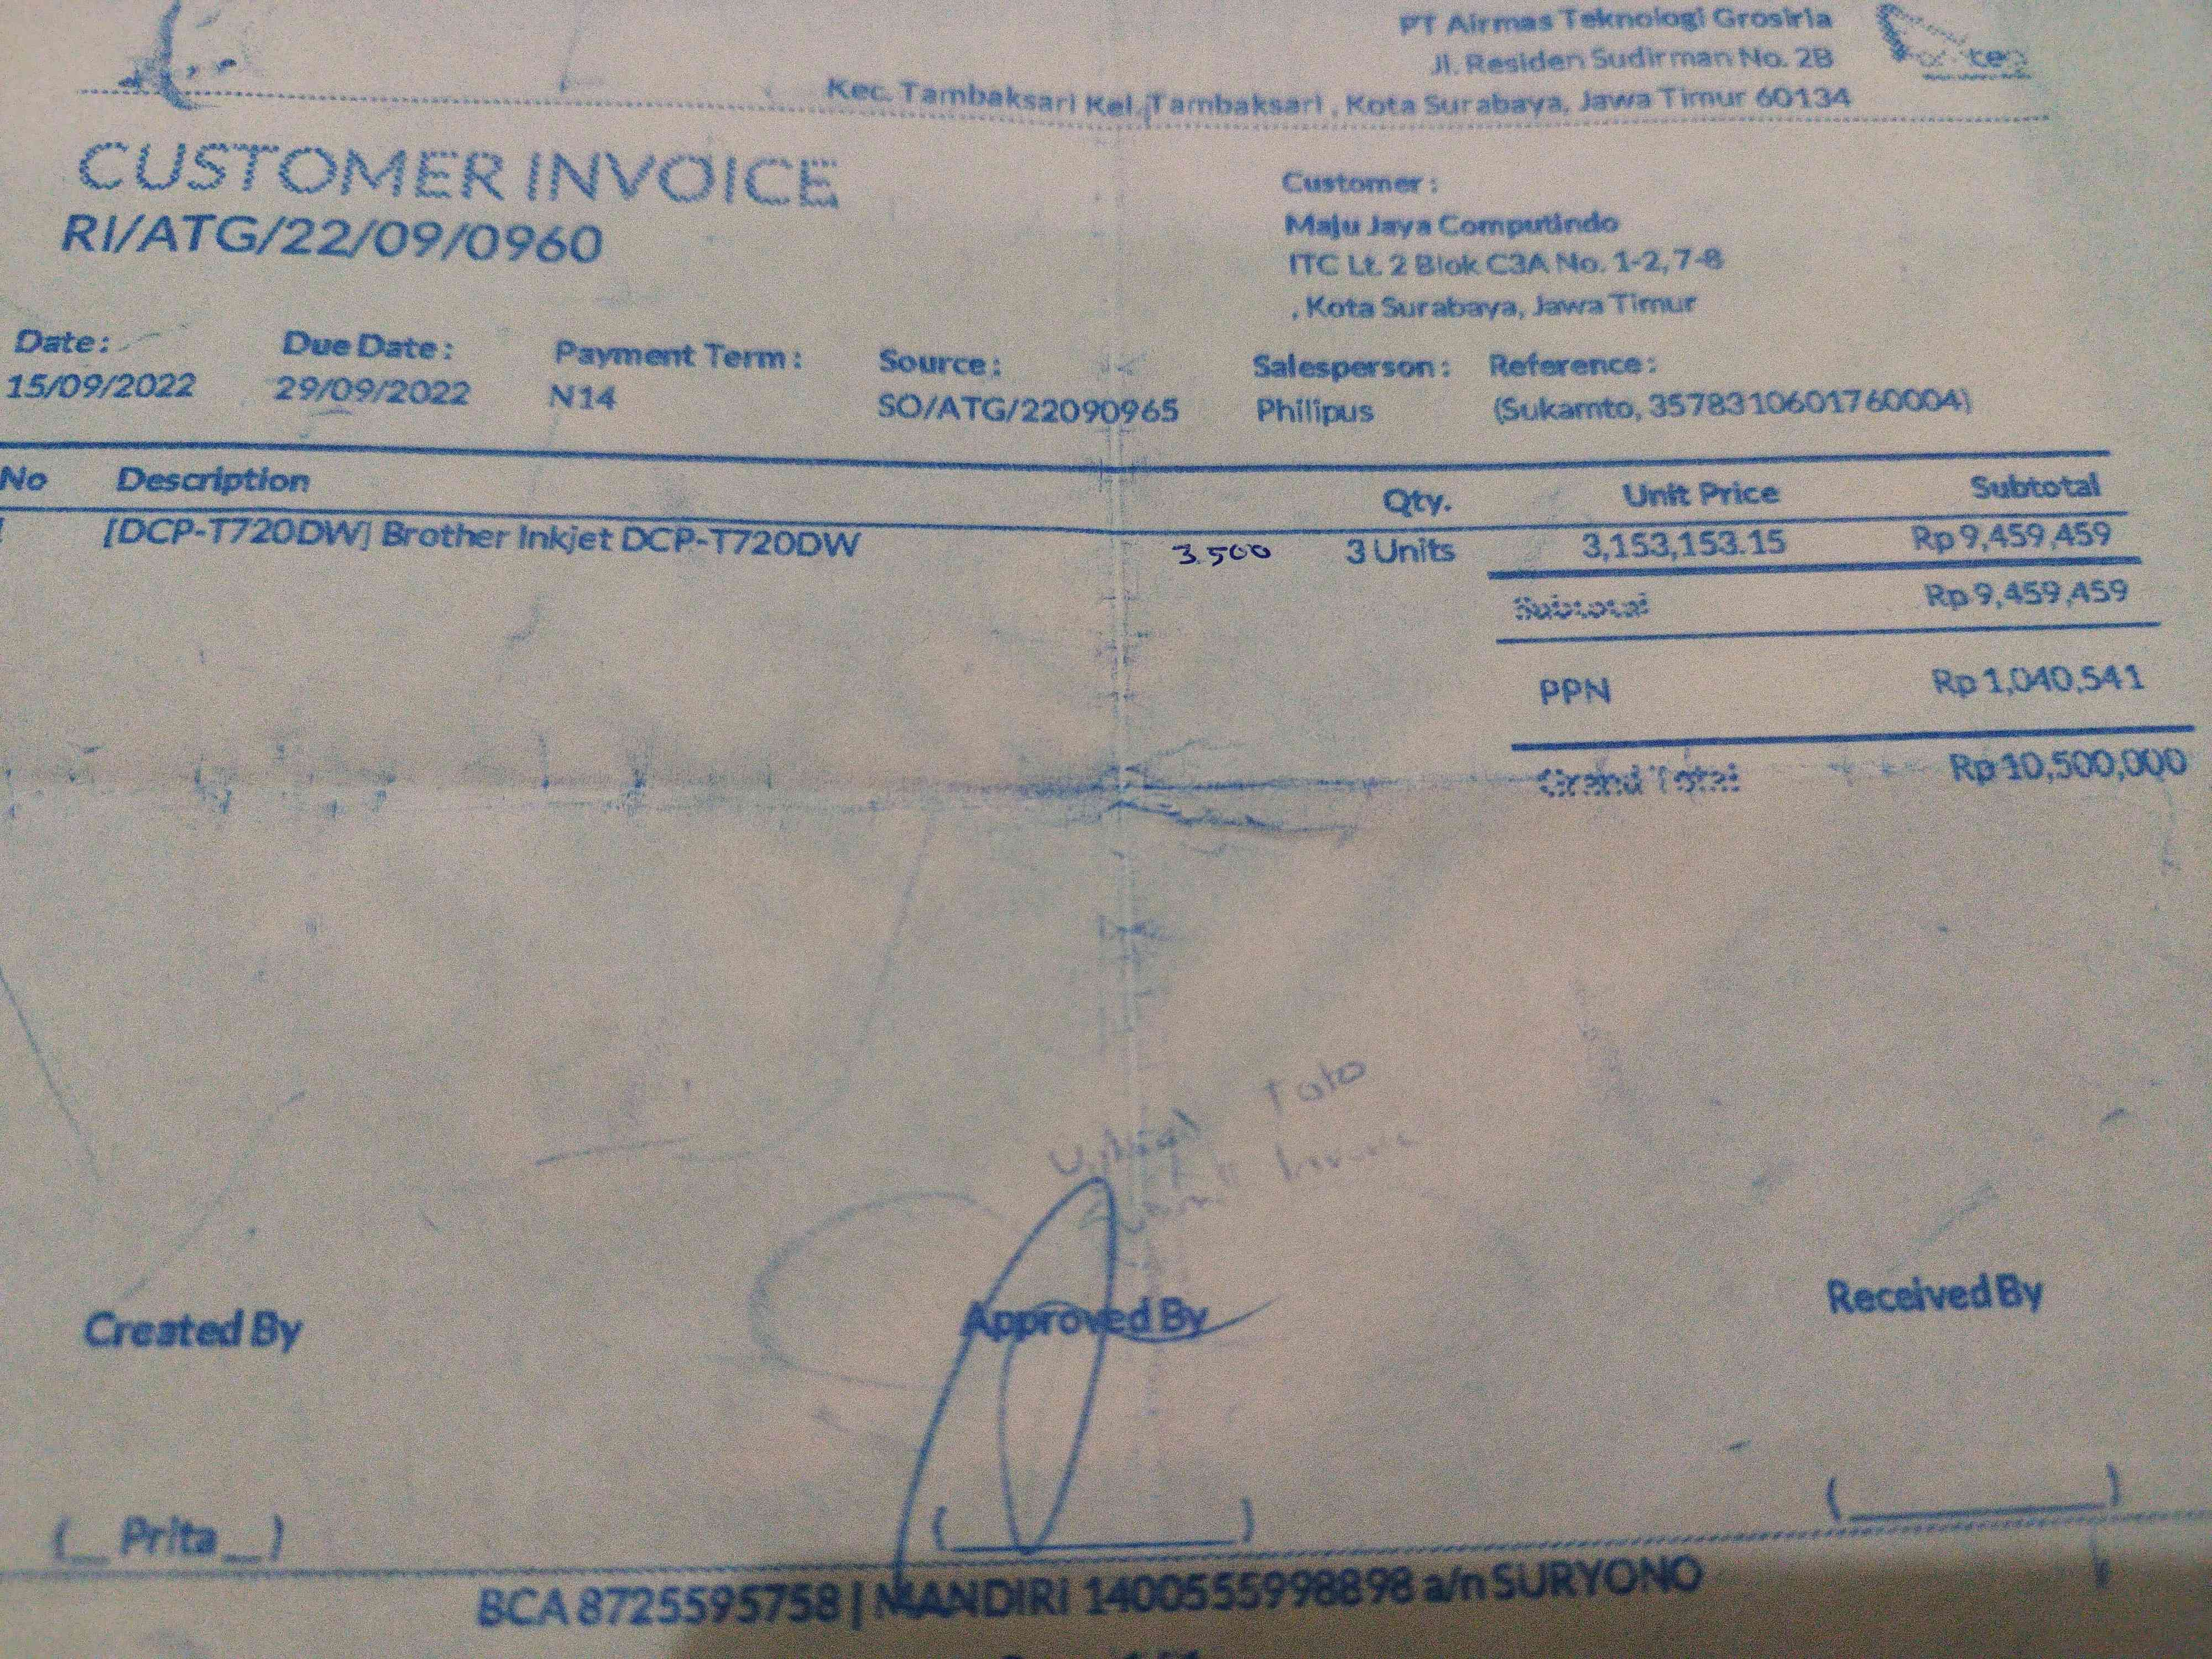 PT Airmas Teknologi Grosiria
Jl. Residen Sudirman No. 2B
Kec. Tambaksari Kel. Tambaksari , Kota Surabaya, Jawa Timur 60134
CUSTOMER INVOICE
RI/ATG/22/09/0960
Customer :
Maju Jaya Computindo
ITC Lt. 2 Blok C3A No. 1-2, 7-8
, Kota Surabaya, Jawa Timur
Date : Due Date : Payment Term : Source : Salesperson : Reference :
15/09/2022 29/09/2022 N14 SO/ATG/22090965 Philipus (Sukamto, 3578310601760004)
No Description Qty. Unit Price Subtotal
[DCP-T720DW] Brother Inkjet DCP-T720DW 3.500 3 Units 3,153,153.15 Rp 9,459,459
Subtotal Rp 9,459,459
PPN Rp 1,040,541
Grand Total Rp 10,500,000
Toto
Created By Approved By Received By
(__ Prita __) (__________) (__________)
BCA 8725595758 | MANDIRI 1400555998898 a/n SURYONO